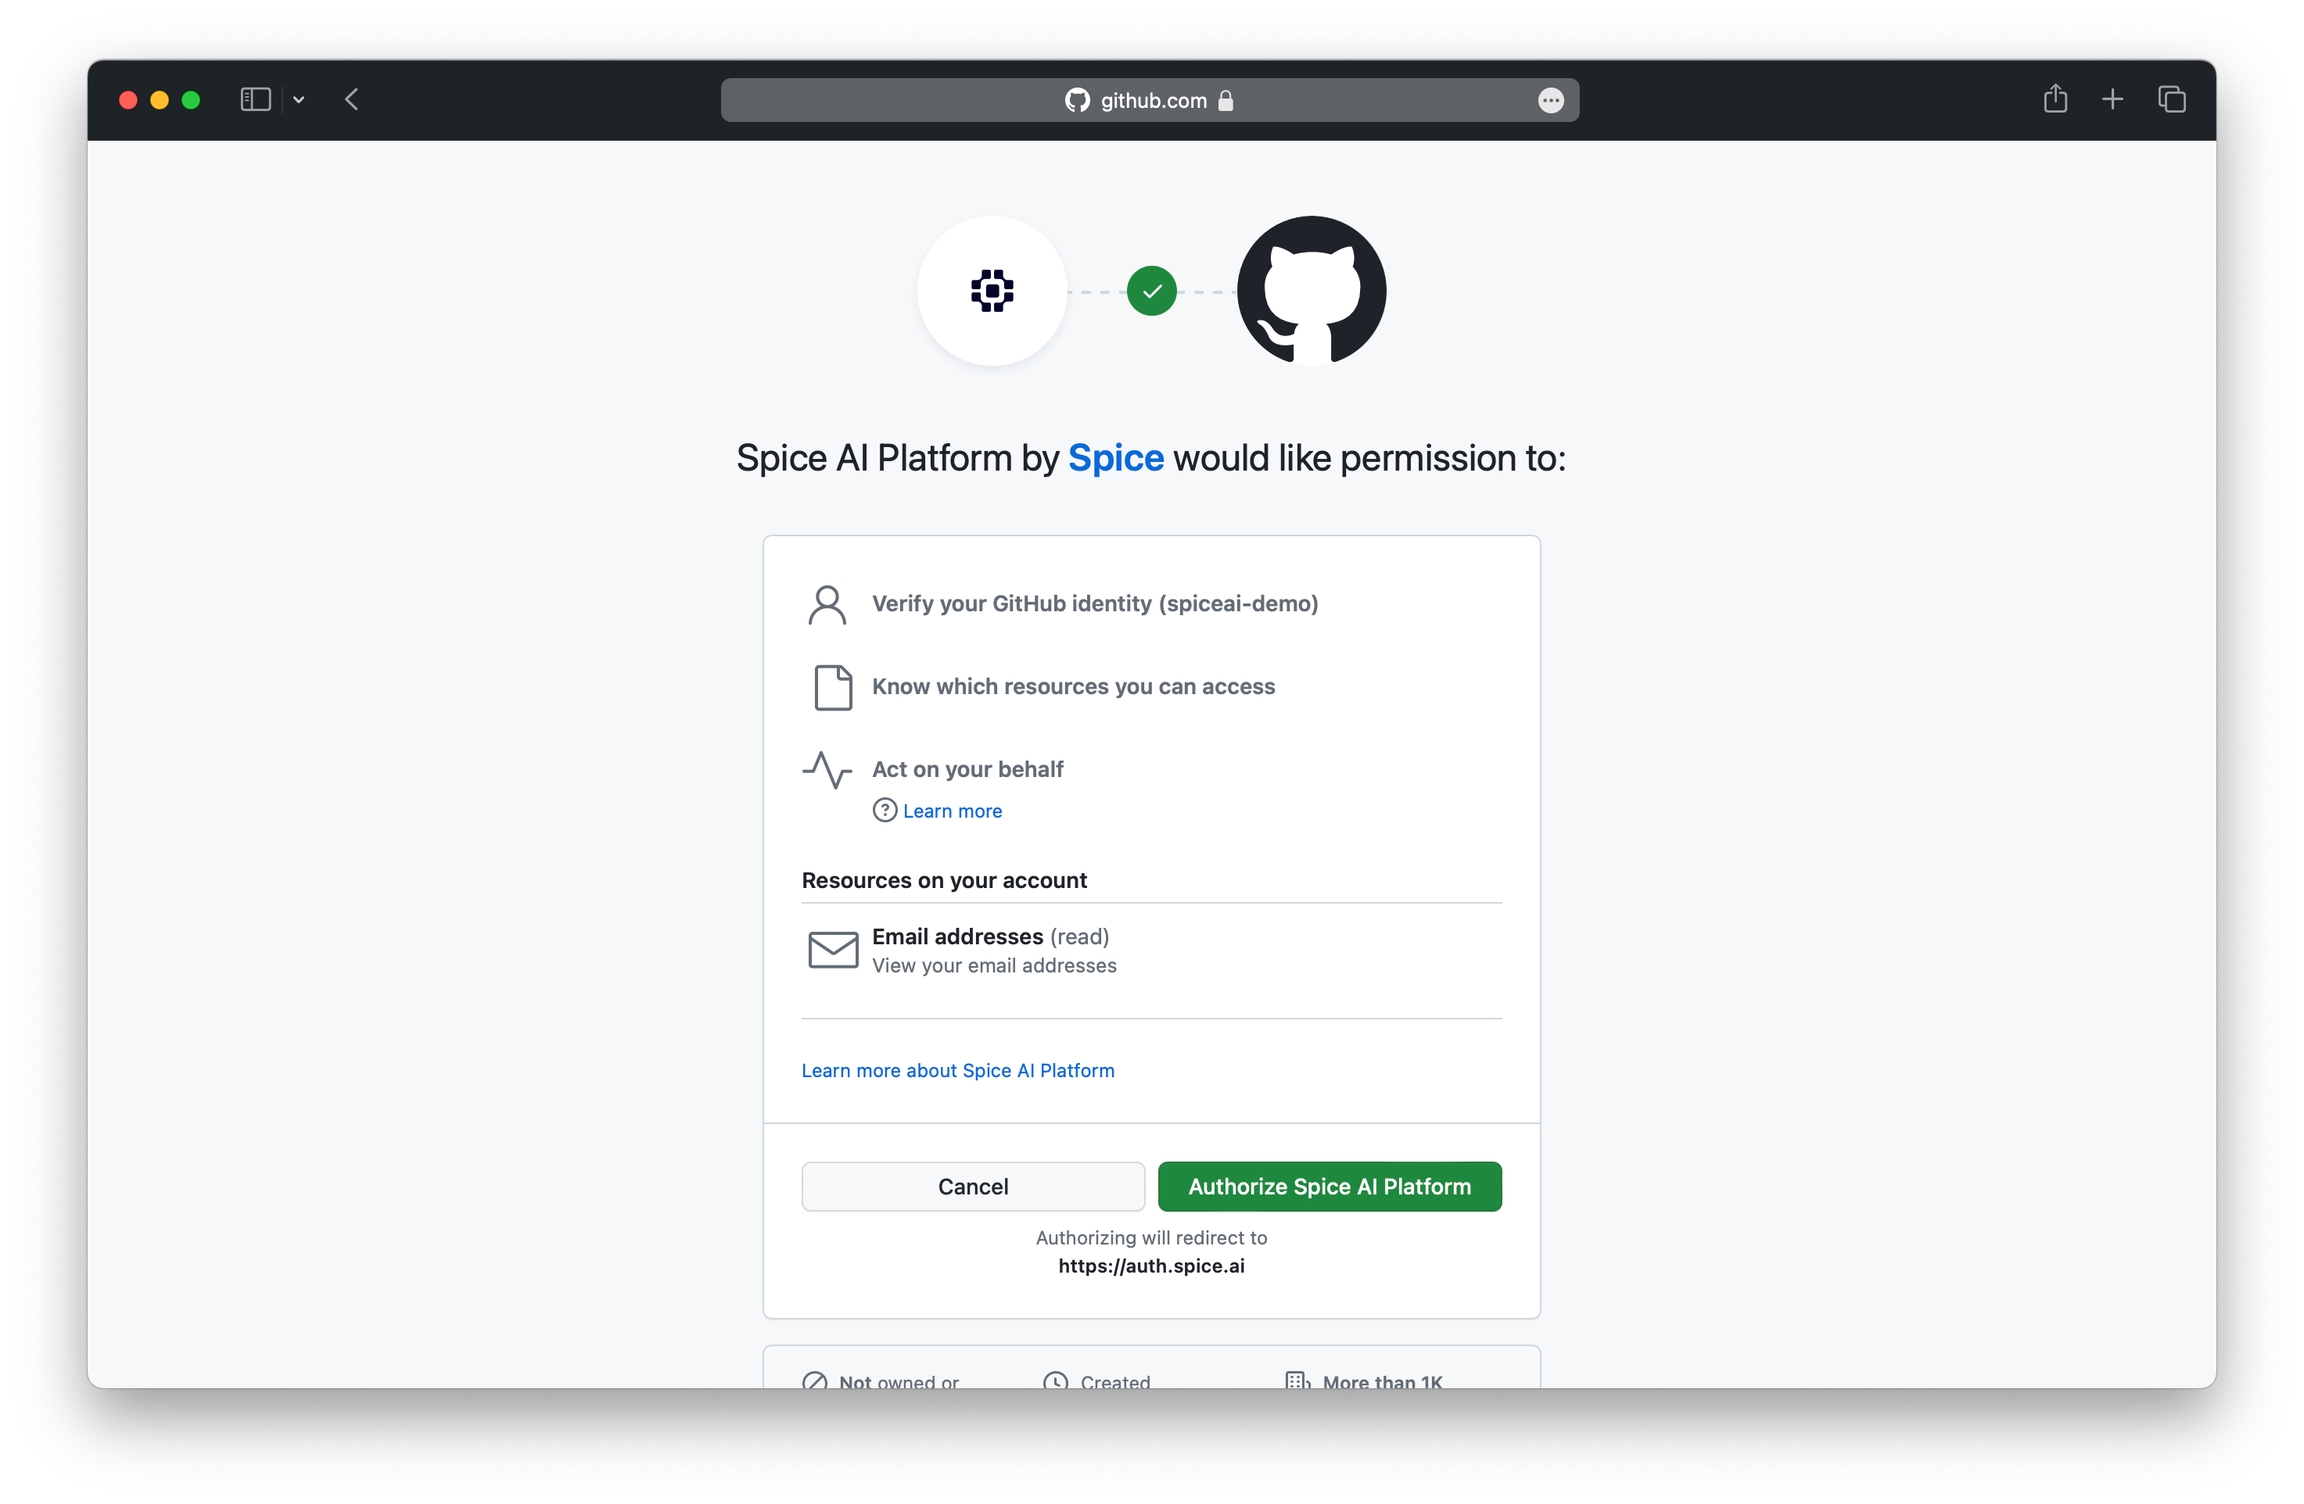 github.com
Spice AI Platform by Spice would like permission to:
Verify your GitHub identity (spiceai-demo)
Know which resources you can access
Act on your behalf
Learn more
Resources on your account
Email addresses (read)
View your email addresses
Learn more about Spice AI Platform
Cancel
Authorize Spice AI Platform
Authorizing will redirect to
https://auth.spice.ai
Not owned or
Created
More than 1K